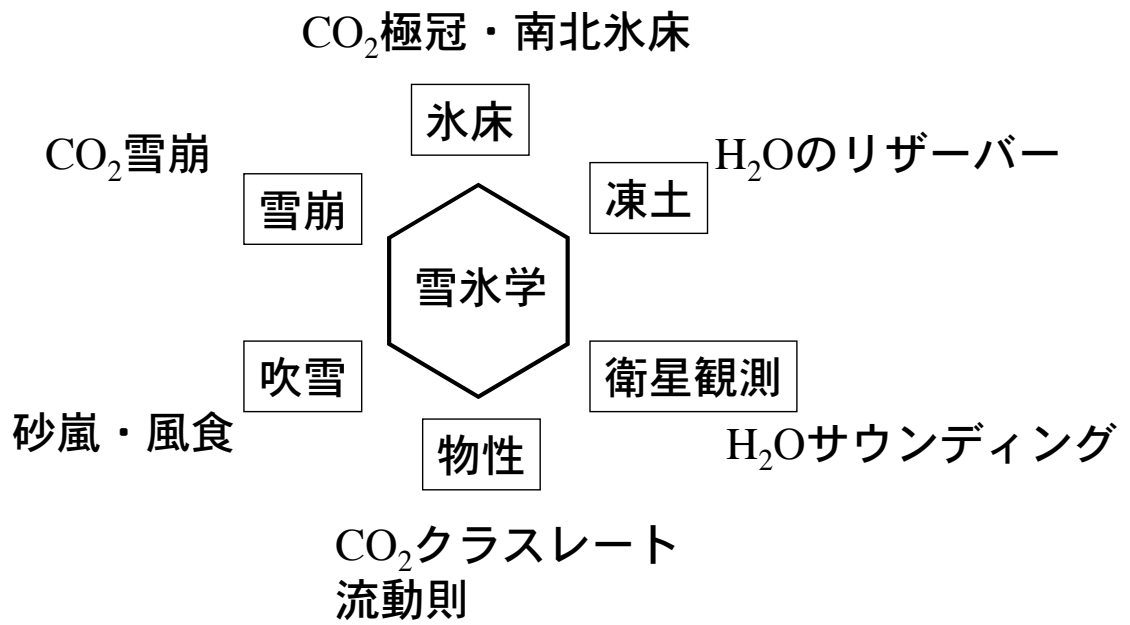 CO₂極冠・南北氷床
氷床
CO₂雪崩
H₂Oのリザーバー
雪崩
凍土
雪氷学
吹雪
衛星観測
砂嵐・風食
物性
H₂Oサウンディング
CO₂クラスレート
流動則